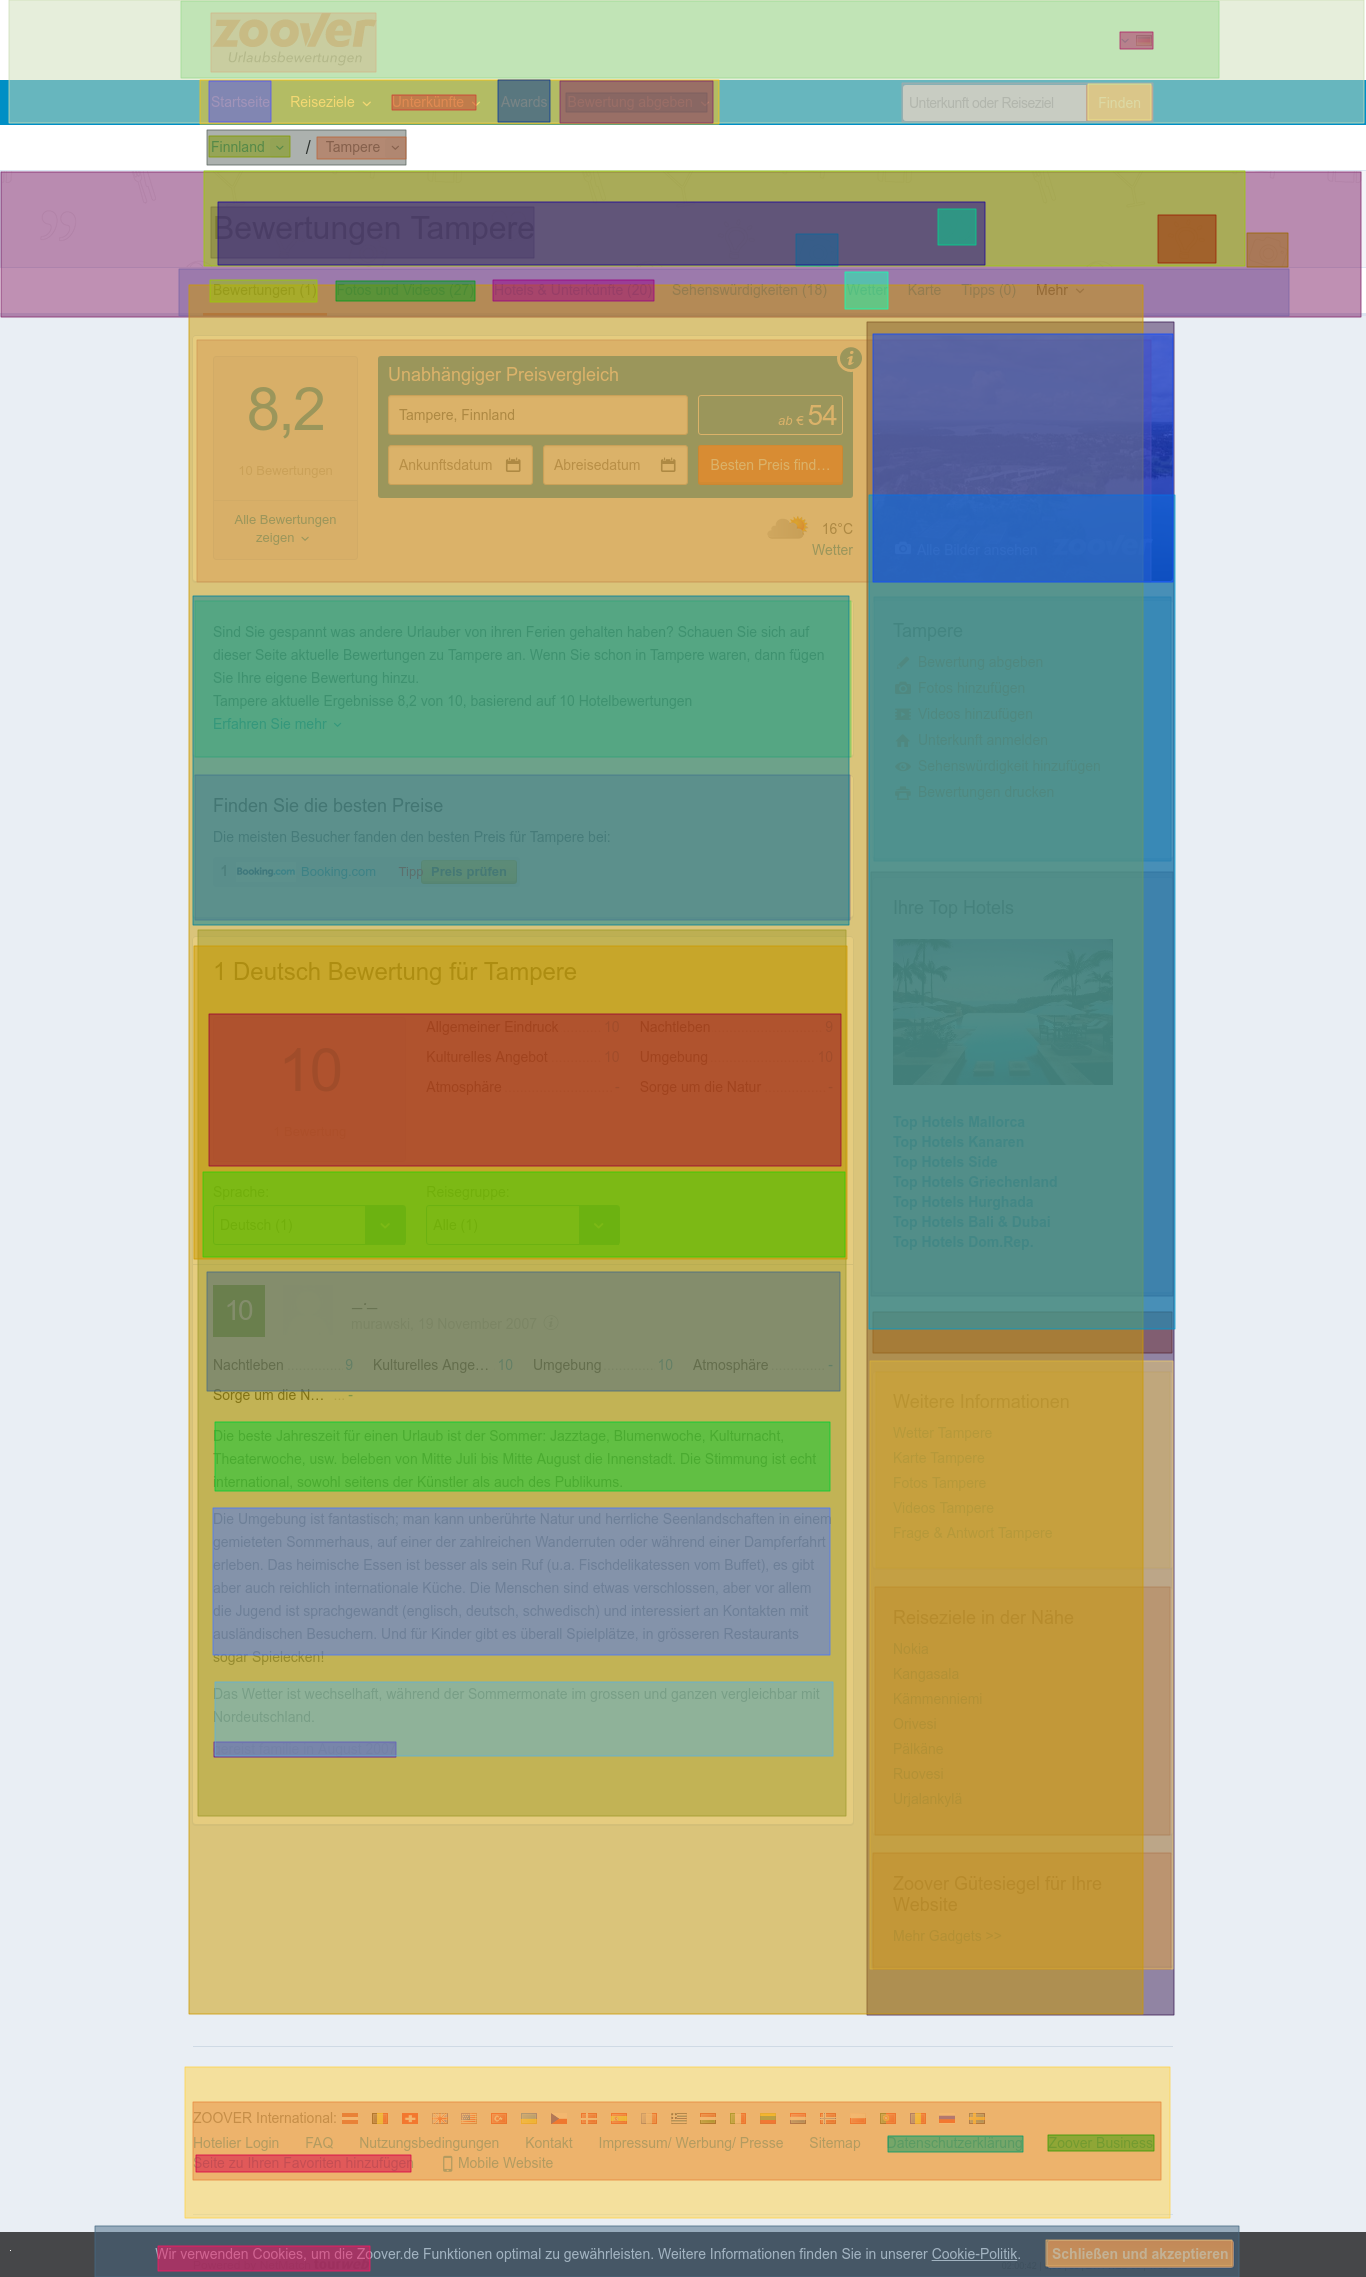 zoover
Urlaubsbewertungen
Startseite Reiseziele Unterkünfte Awards Bewertung abgeben Unterkunft oder Reiseziel Finden
Finnland / Tampere
Bewertungen Tampere
Bewertungen (1) Fotos und Videos (27) Hotels & Unterkünfte (20) Sehenswürdigkeiten (18) Wetter Karte Tipps (0) Mehr
8,2
10 Bewertungen
Alle Bewertungen
zeigen
Unabhängiger Preisvergleich
Tampere, Finnland
ab € 54
Ankunftsdatum Abreisedatum Besten Preis find…
16°C
Wetter
Alle Bilder ansehen
Sind Sie gespannt was andere Urlauber von ihren Ferien gehalten haben? Schauen Sie sich auf
dieser Seite aktuelle Bewertungen zu Tampere an. Wenn Sie schon in Tampere waren, dann fügen
Sie Ihre eigene Bewertung hinzu.
Tampere aktuelle Ergebnisse 8,2 von 10, basierend auf 10 Hotelbewertungen
Erfahren Sie mehr
Finden Sie die besten Preise
Die meisten Besucher fanden den besten Preis für Tampere bei:
1 Booking.com Booking.com Tipp Preis prüfen
Tampere
Bewertung abgeben
Fotos hinzufügen
Videos hinzufügen
Unterkunft anmelden
Sehenswürdigkeit hinzufügen
Bewertungen drucken
Ihre Top Hotels
Top Hotels Mallorca
Top Hotels Kanaren
Top Hotels Side
Top Hotels Griechenland
Top Hotels Hurghada
Top Hotels Bali & Dubai
Top Hotels Dom.Rep.
1 Deutsch Bewertung für Tampere
10
Allgemeiner Eindruck 10 Nachtleben 9
Kulturelles Angebot 10 Umgebung 10
Atmosphäre - Sorge um die Natur -
Sprache: Reisegruppe:
Deutsch (1) Alle (1)
10
_._
murawski, 10 November 2007
Nachtleben 9 Kulturelles Ange… 10 Umgebung 10 Atmosphäre -
Sorge um die N… -
Die beste Jahreszeit für einen Urlaub ist der Sommer: Jazztage, Blumenwoche, Kulturnacht,
Theaterwoche, usw. beleben von Mitte Juli bis Mitte August die Innenstadt. Die Stimmung ist echt
international, sowohl seitens der Künstler als auch des Publikums.
Die Umgebung ist fantastisch; man kann unberührte Natur und herrliche Seenlandschaften in einem
gemieteten Sommerhaus, auf einer der zahlreichen Wanderruten oder während einer Dampferfahrt
erleben. Das heimische Essen ist besser als sein Ruf (u.a. Fischdelikatessen vom Buffet), es gibt
aber auch reichlich internationale Küche. Die Menschen sind etwas verschlossen, aber vor allem
die Jugend ist sprachgewandt (englisch, deutsch, schwedisch) und interessiert an Kontakten mit
ausländischen Besuchern. Und für Kinder gibt es überall Spielplätze, in grösseren Restaurants
sogar Spielecken!
Das Wetter ist wechselhaft, während der Sommermonate im grossen und ganzen vergleichbar mit
Nordeutschland.
Weitere Informationen
Wetter Tampere
Karte Tampere
Fotos Tampere
Videos Tampere
Frage & Antwort Tampere
Reiseziele in der Nähe
Nokia
Kangasala
Kämmenniemi
Orivesi
Pälkäne
Ruovesi
Urjalankylä
Zoover Gütesiegel für Ihre
Website
Mehr Gadgets >>
ZOOVER International:
Hotelier Login FAQ Nutzungsbedingungen Kontakt Impressum/ Werbung/ Presse Sitemap Datenschutzerklärung Zoover Business
Seite zu Ihren Favoriten hinzufügen Mobile Website
Wir verwenden Cookies, um die Zoover.de Funktionen optimal zu gewährleisten. Weitere Informationen finden Sie in unserer Cookie-Politik. Schließen und akzeptieren